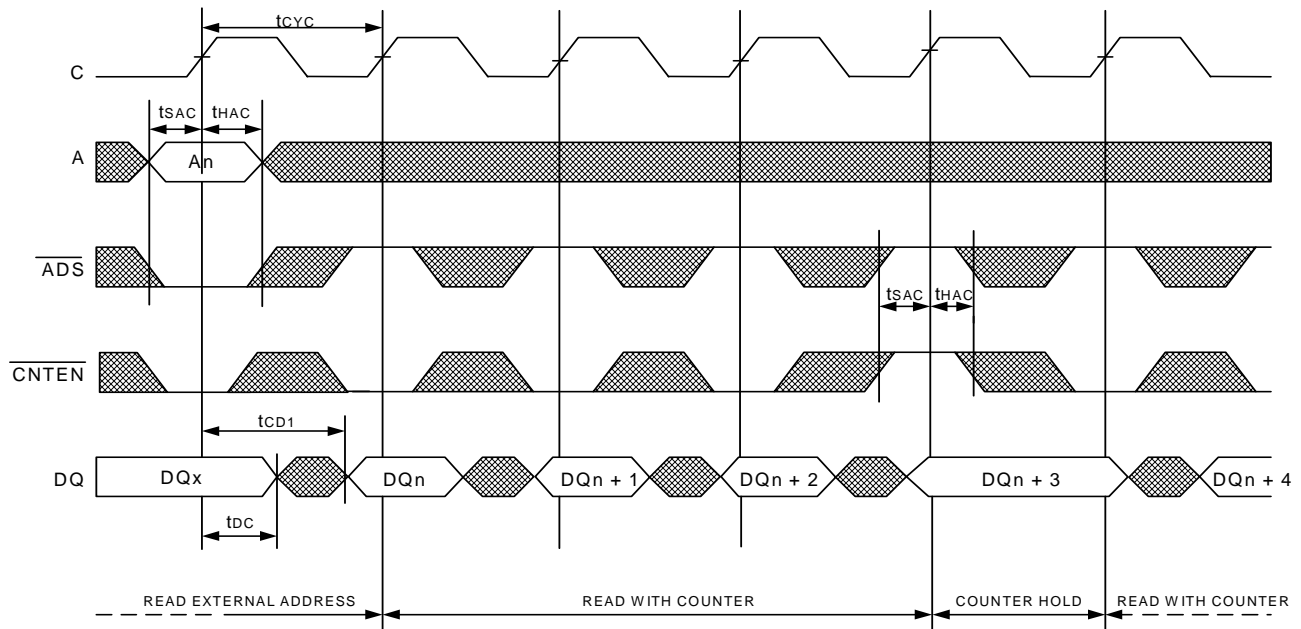 tCYC
C
tSAC tHAC
A An
ADS
tSAC tHAC
CNTEN
tCD1
DQ DQx DQn DQn + 1 DQn + 2 DQn + 3 DQn + 4
tDC
READ EXTERNAL ADDRESS READ WITH COUNTER COUNTER HOLD READ WITH COUNTER